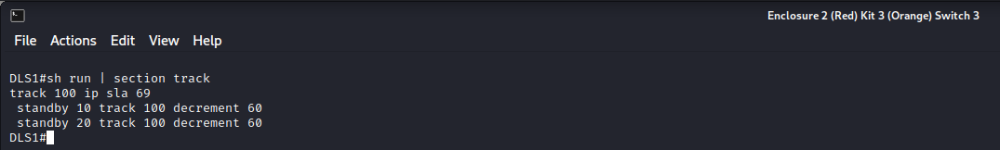 Enclosure 2 (Red) Kit 3 (Orange) Switch 3
File Actions Edit View Help
DLS1#sh run | section track
track 100 ip sla 69
 standby 10 track 100 decrement 60
 standby 20 track 100 decrement 60
DLS1#